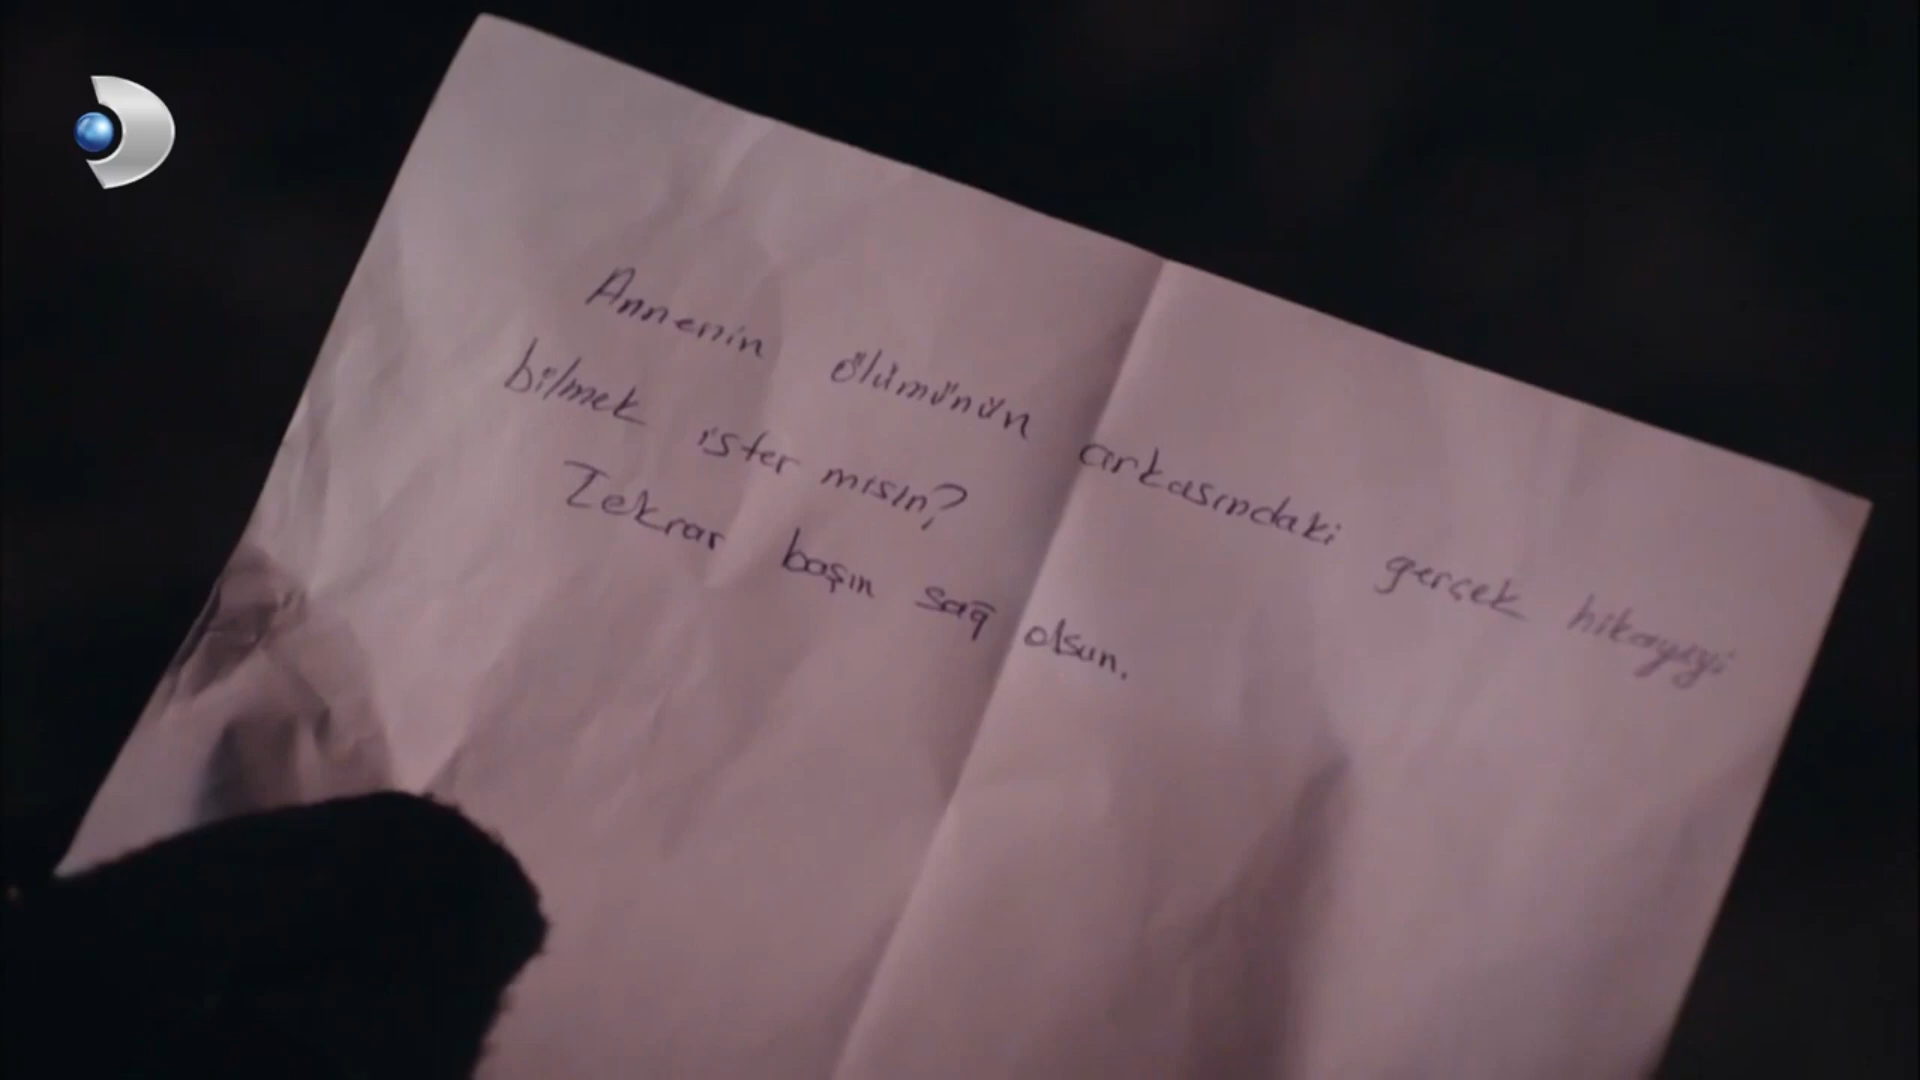 Annenin ölümünün arkasındaki gerçek hikayeyi
bilmek ister misin?
Tekrar başın sağ olsun.